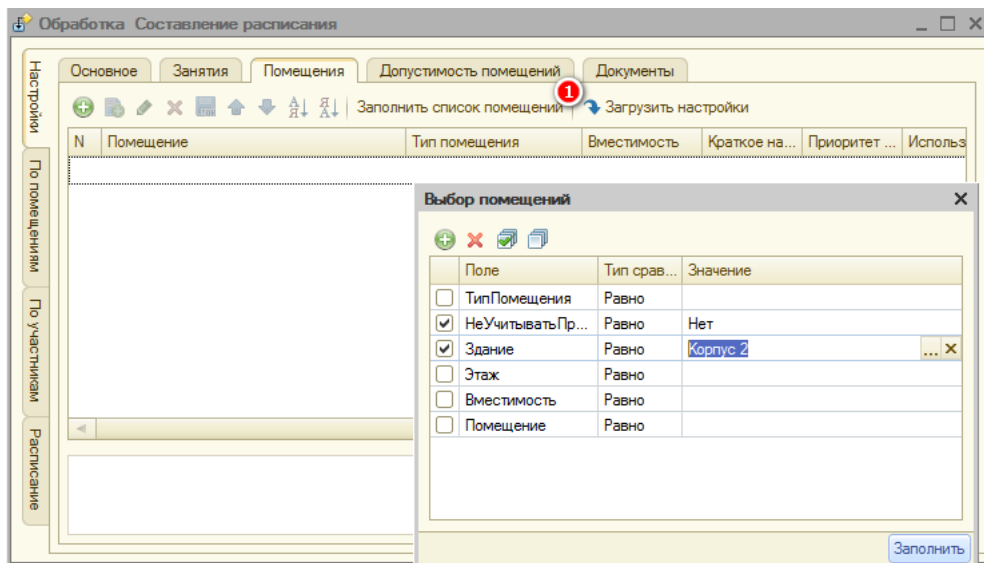 Обработка Составление расписания
Настройки
По помещениям
По участникам
Расписание
Основное Занятия Помещения Допустимость помещений Документы
Заполнить список помещений 1 Загрузить настройки
N Помещение Тип помещения Вместимость Краткое на... Приоритет ... Использ
Выбор помещений
Поле Тип срав... Значение
ТипПомещения Равно
НеУчитыватьПр... Равно Нет
Здание Равно Корпус 2 ...
Этаж Равно
Вместимость Равно
Помещение Равно
Заполнить